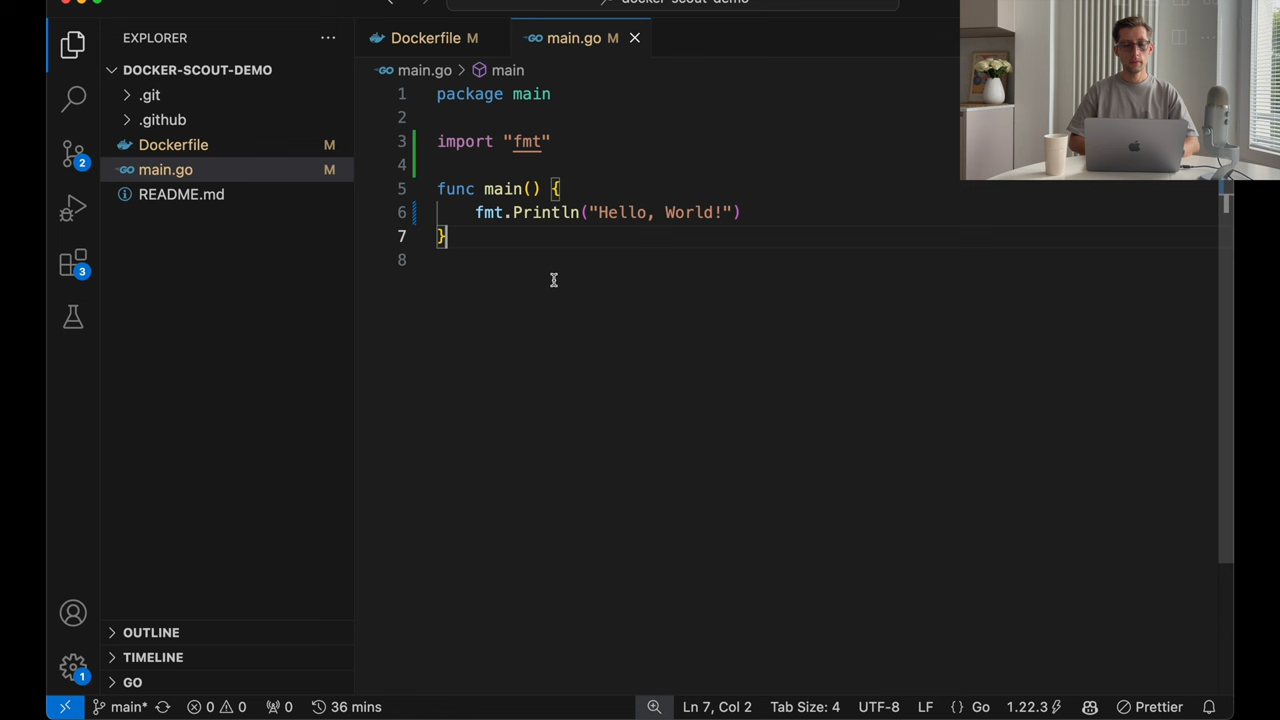 docker-scout-demo
EXPLORER
DOCKER-SCOUT-DEMO
.git
.github
Dockerfile M
main.go M
README.md
2
3
OUTLINE
TIMELINE
GO
1
Dockerfile M
main.go M
main.go > main
1 package main
2
3 import "fmt"
4
5 func main() {
6 fmt.Println("Hello, World!")
7 }
8
main* 0 0 0 36 mins Ln 7, Col 2 Tab Size: 4 UTF-8 LF {} Go 1.22.3 Prettier